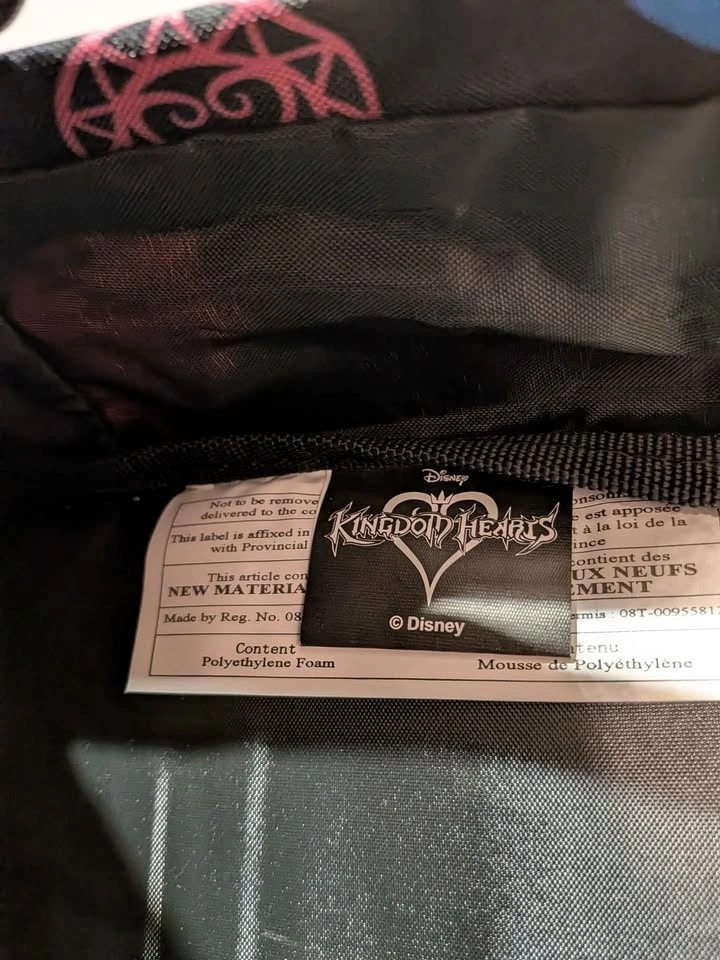 Not to be remove
delivered to the co
This label is affixed in
with Provincial
This article con
NEW MATERIA
Made by Reg. No. 08
Content
Polyethylene Foam
Disney
KINGDOM HEARTS
© Disney
est apposée
t à la loi de la
ince
contient des
UX NEUFS
EMENT
rmis : 08T-0095581
tenu
Mousse de Polyéthylène